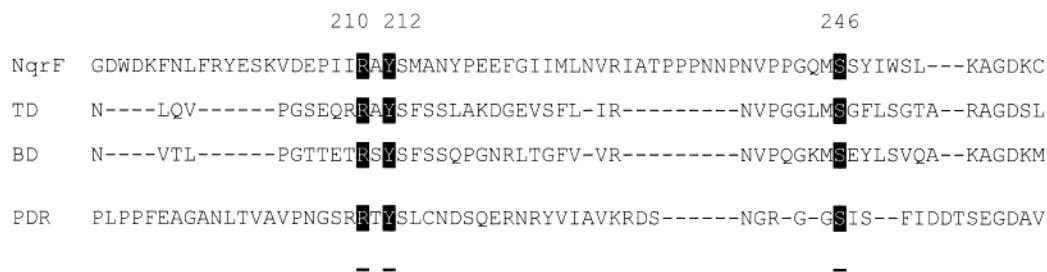 210 212 246
NqrF GDWDKFNLFRYESKVDEPIIRAYSMANYPEEFGIIMLNVRIATPPPNNPNVPPGQMSSYIWSL---KAGDKC
TD N----LQV------PGSEQRRAYSFSSLAKDGEVSFL-IR---------NVPGGLMSGFLSGTA--RAGDSL
BD N----VTL------PGTTETRSYSFSSQPGNRLTGFV-VR---------NVPQGKMSEYLSVQA--KAGDKM
PDR PLPPFEAGANLTVAVPNGSRRTYSLCNDSQERNRYVIAVKRDS------NGR-G-GSIS--FIDDTSEGDAV